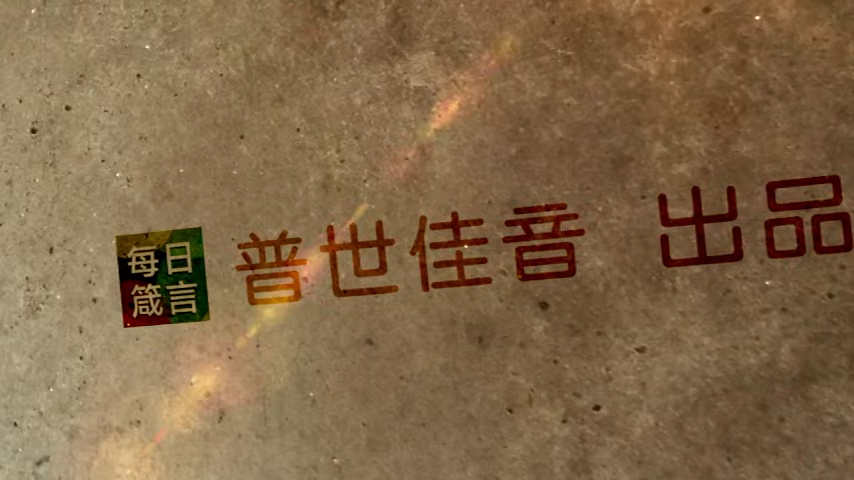 每日
箴言
普世佳音 出品